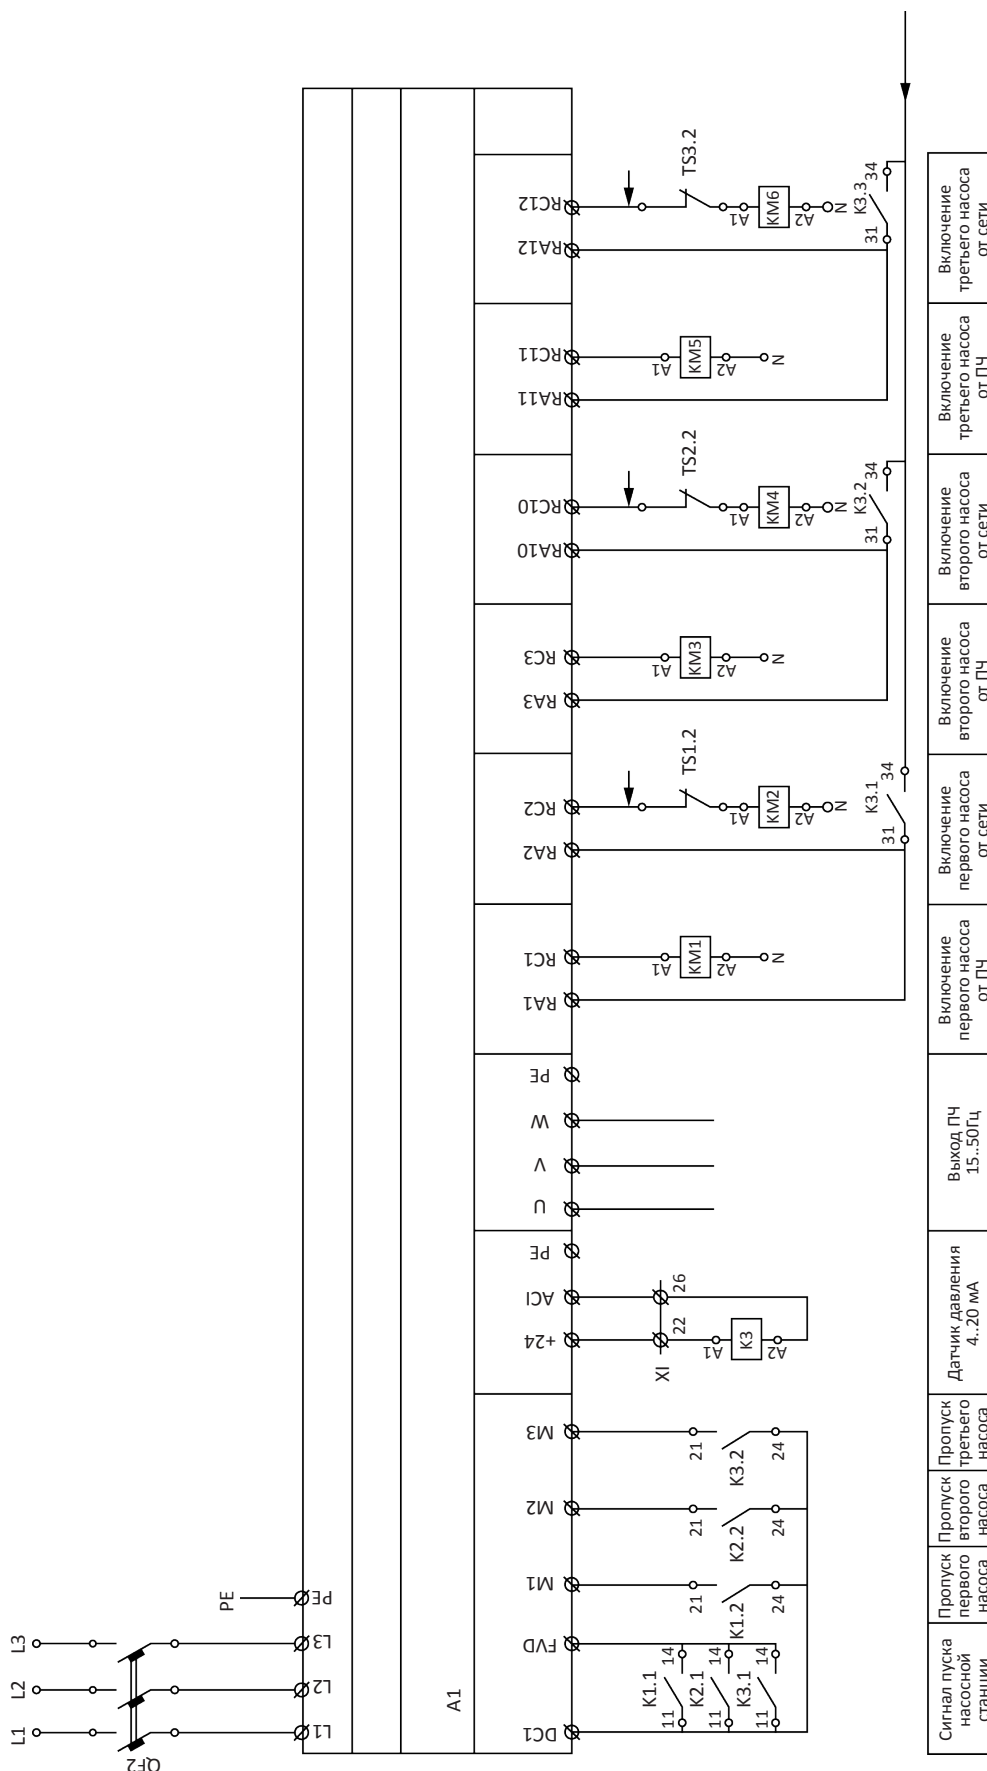 L1
L2
L3
QF2
PE
L1
L2
L3
PE
A1
DC1
FVD
M1
M2
M3
+24
ACI
PE
U
V
W
PE
RA1
RC1
RA2
RC2
RA3
RC3
RA10
RC10
RA11
RC11
RA12
RC12
11
K1.1
14
11
K2.1
14
11
K3.1
14
21
K1.2
24
21
K2.2
24
21
K3.2
24
XI
22
26
A1
K3
A2
A1
KM1
A2
N
TS1.2
A1
KM2
A2
N
31
K3.1
34
A1
KM3
A2
N
TS2.2
A1
KM4
A2
N
31
K3.2
34
A1
KM5
A2
N
TS3.2
A1
KM6
A2
N
31
K3.3
34
Сигнал пуска
насосной
станции
Пропуск
первого
насоса
Пропуск
второго
насоса
Пропуск
третьего
насоса
Датчик давления
4..20 мА
Выход ПЧ
15..50Гц
Включение
первого насоса
от ПЧ
Включение
первого насоса
от сети
Включение
второго насоса
от ПЧ
Включение
второго насоса
от сети
Включение
третьего насоса
от ПЧ
Включение
третьего насоса
от сети